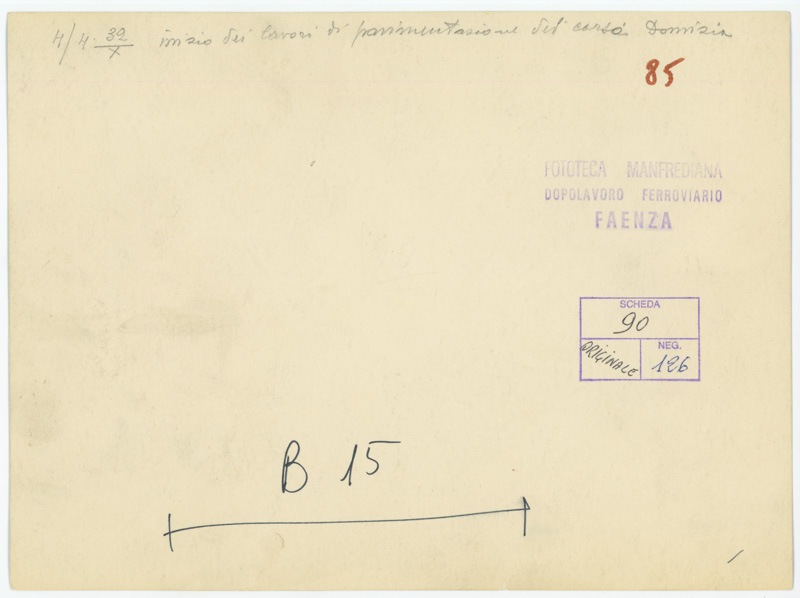 4/4 · 32/X inizio dei lavori di pavimentazione del corso Domizia
85
FOTOTECA MANFREDIANA
DOPOLAVORO FERROVIARIO
FAENZA
SCHEDA
90
ORIGINALE
NEG.
126
B 15